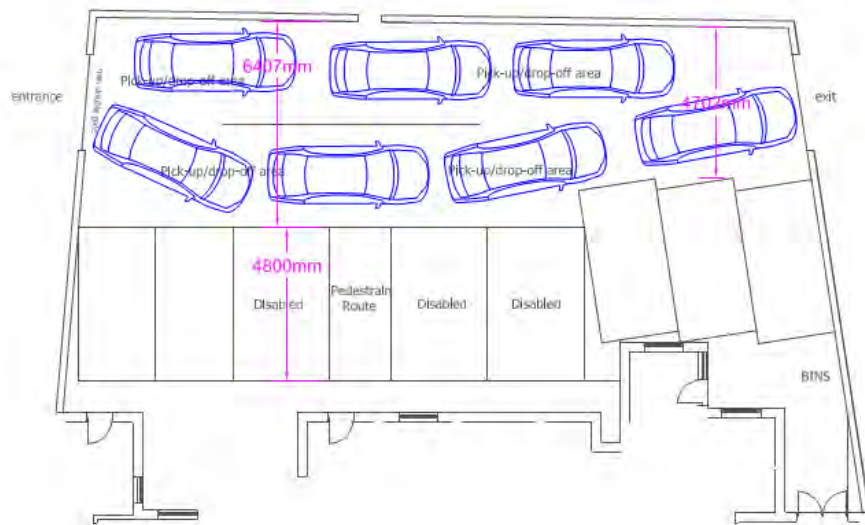 6407mm
Pick-up/drop-off area
Pick-up/drop-off area
4702mm
entrance
exit
Pick-up/drop-off area
Pick-up/drop-off area
4800mm
Disabled
Pedestrain
Route
Disabled
Disabled
BINS